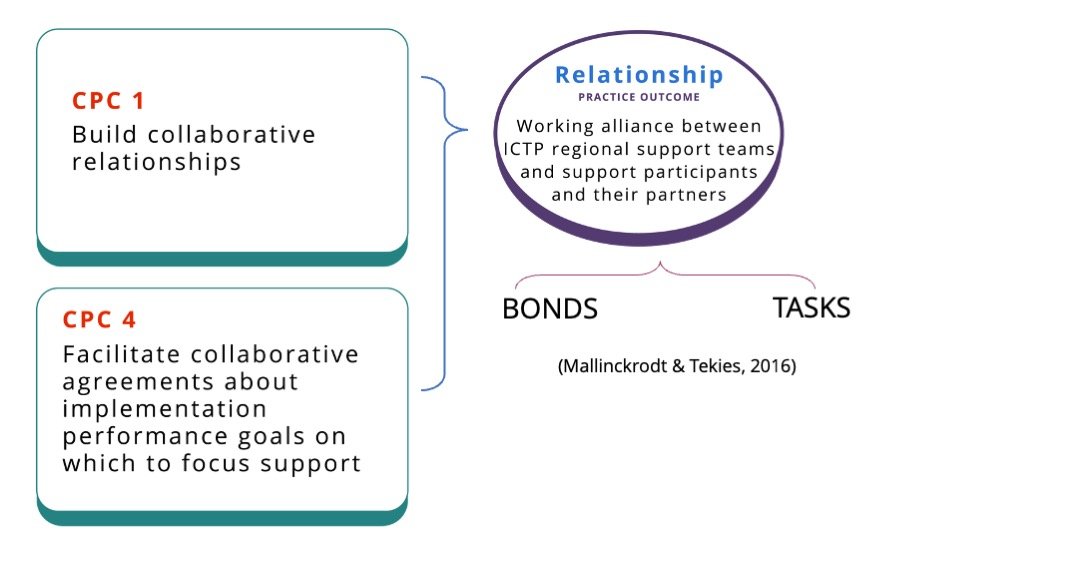 CPC 1
Build collaborative
relationships
CPC 4
Facilitate collaborative
agreements about
implementation
performance goals on
which to focus support
Relationship
PRACTICE OUTCOME
Working alliance between
ICTP regional support teams
and support participants
and their partners
BONDS
TASKS
(Mallinckrodt & Tekies, 2016)